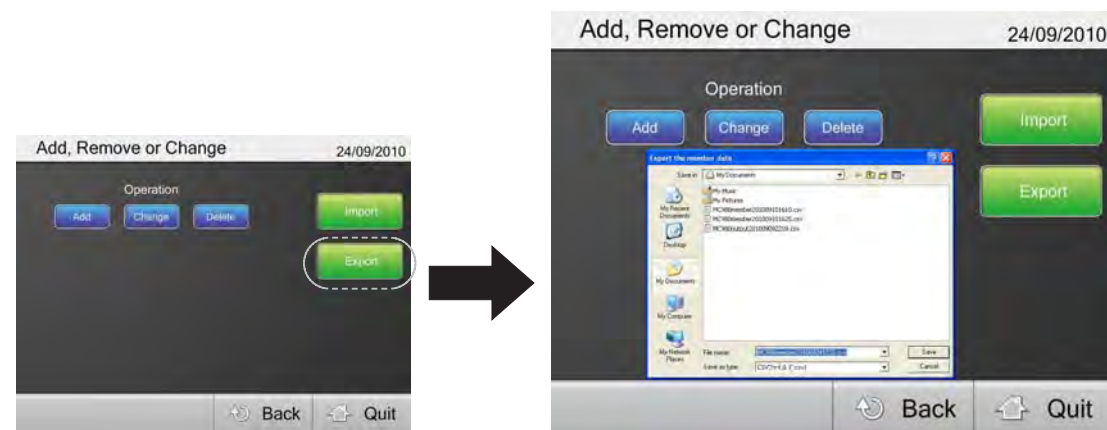 Add, Remove or Change 24/09/2010
Operation
Add Change Delete
Import
Export
Back Quit
Add, Remove or Change 24/09/2010
Operation
Add Change Delete
Import
Export
Export the member data
Save in: My Documents
My Recent Documents
Desktop
My Documents
My Computer
My Network Places
My Music
My Pictures
File name:
Save as type:
Save
Cancel
Back Quit